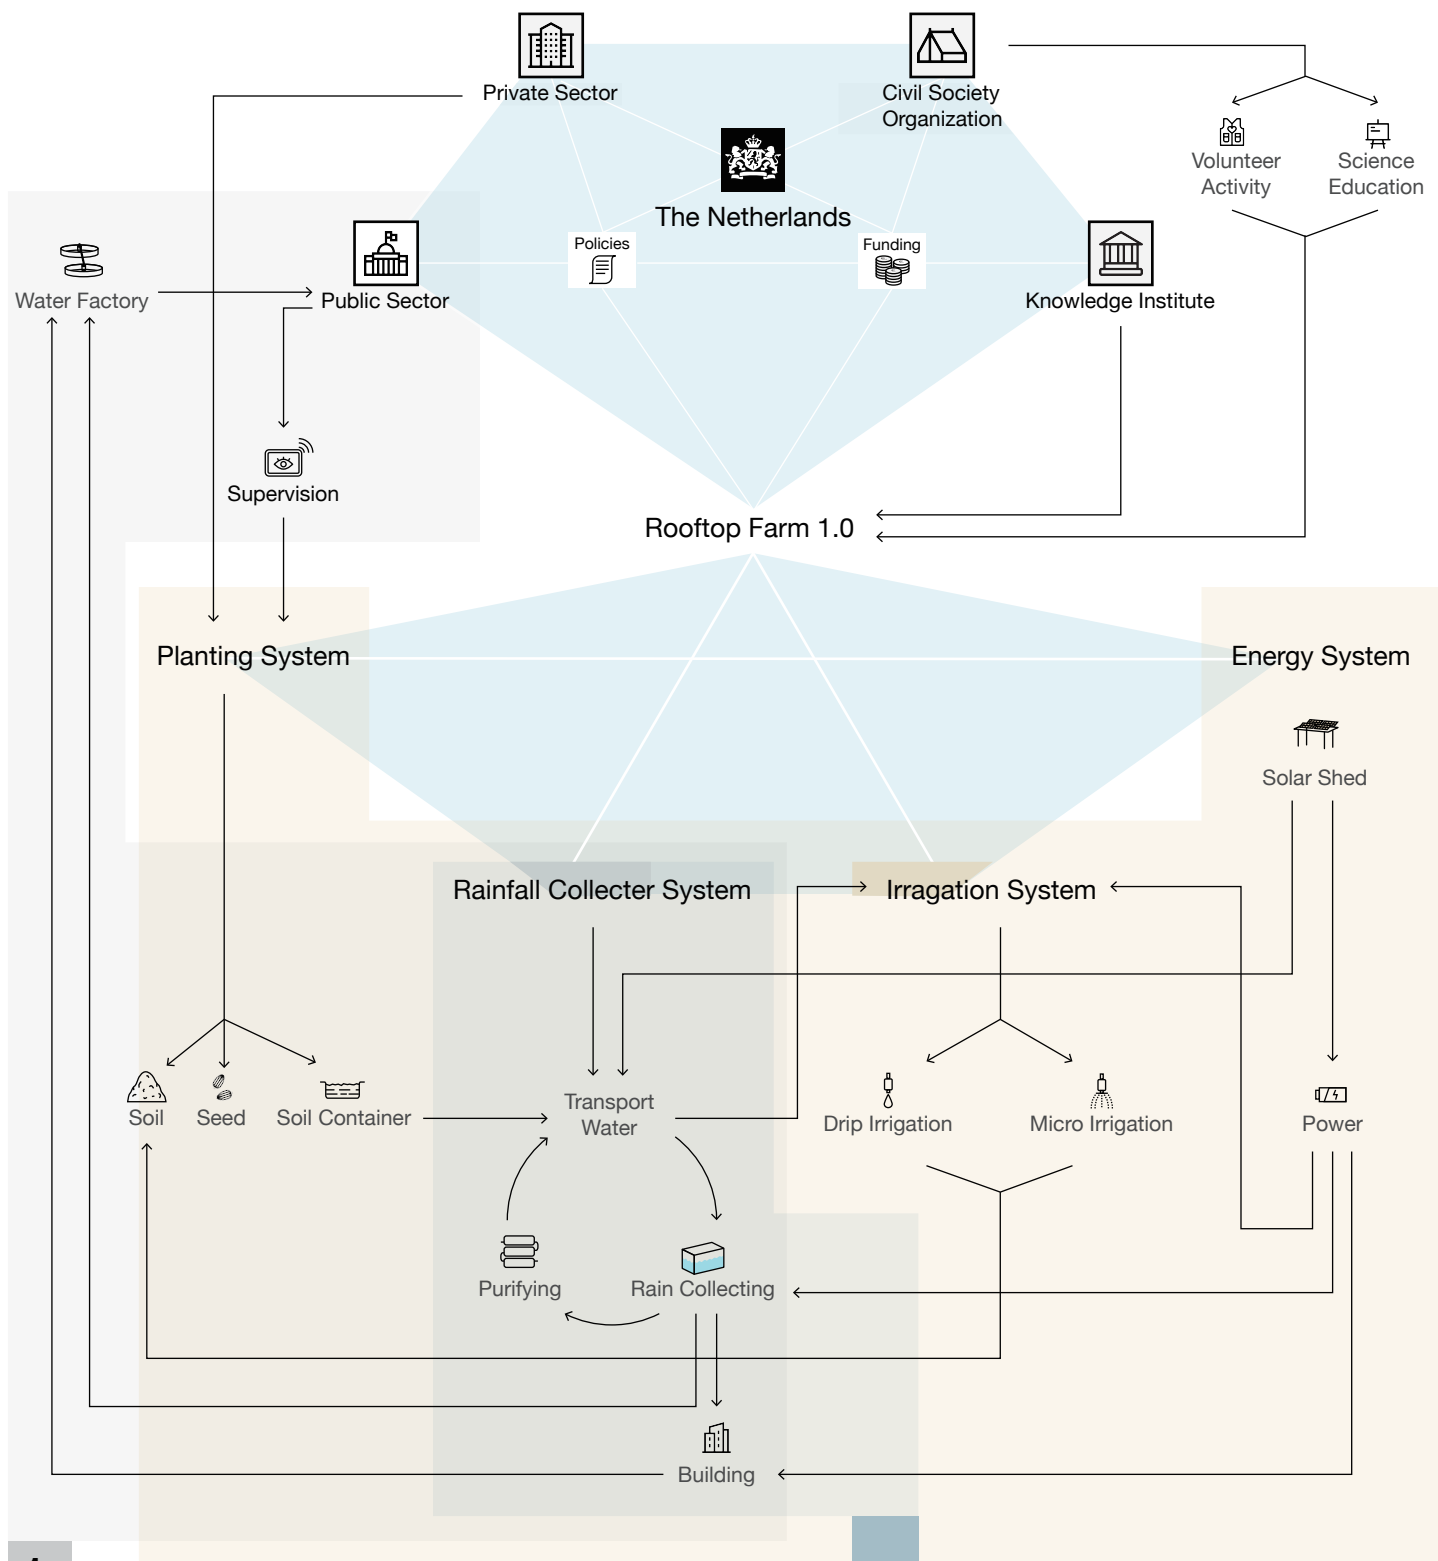 Private Sector
Civil Society
Organization
Volunteer
Activity
Science
Education
The Netherlands
Policies
Funding
Water Factory
Public Sector
Knowledge Institute
Supervision
Rooftop Farm 1.0
Planting System
Energy System
Solar Shed
Rainfall Collecter System
Irragation System
Soil
Seed
Soil Container
Transport
Water
Drip Irrigation
Micro Irrigation
Power
Purifying
Rain Collecting
Building